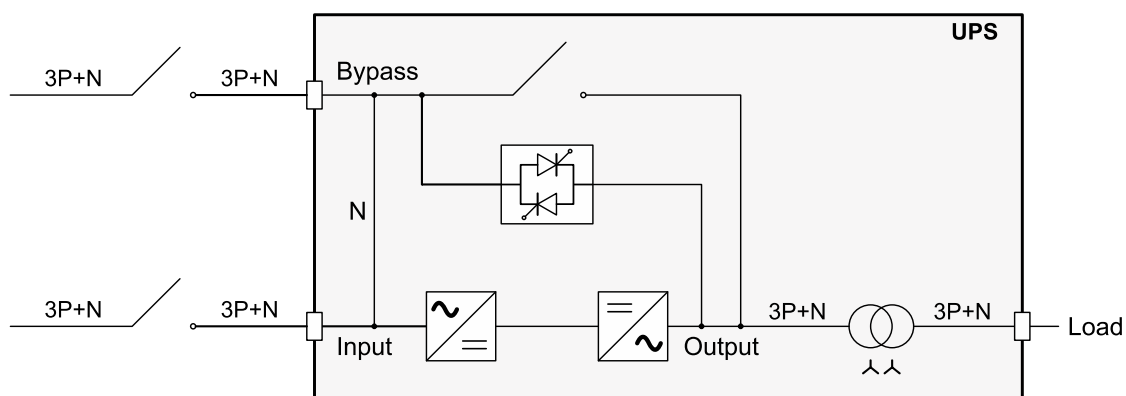 UPS
3P+N
3P+N
Bypass
N
3P+N
3P+N
Input
Output
3P+N
3P+N
Load